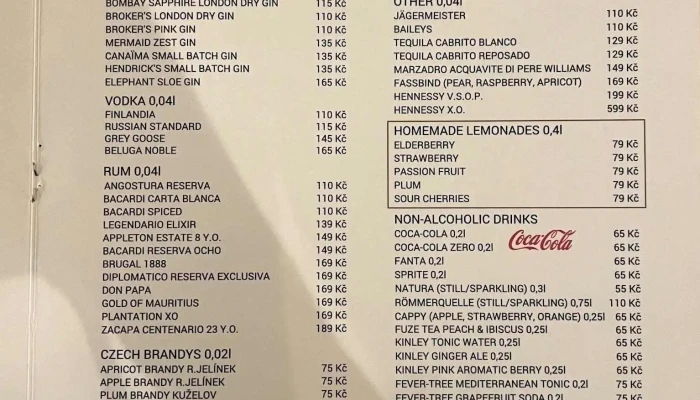 BOMBAY SAPPHIRE LONDON DRY GIN 115 Kč
BROKER'S LONDON DRY GIN 110 Kč
BROKER'S PINK GIN 110 Kč
MERMAID ZEST GIN 135 Kč
CANAÏMA SMALL BATCH GIN 135 Kč
HENDRICK'S SMALL BATCH GIN 135 Kč
ELEPHANT SLOE GIN 165 Kč
VODKA 0,04l
FINLANDIA 110 Kč
RUSSIAN STANDARD 115 Kč
GREY GOOSE 145 Kč
BELUGA NOBLE 165 Kč
RUM 0,04l
ANGOSTURA RESERVA 110 Kč
BACARDI CARTA BLANCA 110 Kč
BACARDI SPICED 110 Kč
LEGENDARIO ELIXIR 139 Kč
APPLETON ESTATE 8 Y.O. 149 Kč
BACARDI RESERVA OCHO 149 Kč
BRUGAL 1888 169 Kč
DIPLOMATICO RESERVA EXCLUSIVA 169 Kč
DON PAPA 169 Kč
GOLD OF MAURITIUS 169 Kč
PLANTATION XO 169 Kč
ZACAPA CENTENARIO 23 Y.O. 189 Kč
CZECH BRANDYS 0,02l
APRICOT BRANDY R.JELÍNEK 75 Kč
APPLE BRANDY R.JELÍNEK 75 Kč
PLUM BRANDY KUŽELOV 75 Kč
OTHER 0,04l
JÄGERMEISTER 110 Kč
BAILEYS 110 Kč
TEQUILA CABRITO BLANCO 129 Kč
TEQUILA CABRITO REPOSADO 129 Kč
MARZADRO ACQUAVITE DI PERE WILLIAMS 149 Kč
FASSBIND (PEAR, RASPBERRY, APRICOT) 169 Kč
HENNESSY V.S.O.P. 199 Kč
HENNESSY X.O. 599 Kč
HOMEMADE LEMONADES 0,4l
ELDERBERRY 79 Kč
STRAWBERRY 79 Kč
PASSION FRUIT 79 Kč
PLUM 79 Kč
SOUR CHERRIES 79 Kč
NON-ALCOHOLIC DRINKS
COCA-COLA 0,2l 65 Kč
Coca-Cola
COCA-COLA ZERO 0,2l 65 Kč
FANTA 0,2l 65 Kč
SPRITE 0,2l 65 Kč
NATURA (STILL/SPARKLING) 0,3l 55 Kč
RÖMMERQUELLE (STILL/SPARKLING) 0,75l 110 Kč
CAPPY (APPLE, STRAWBERRY, ORANGE) 0,25l 65 Kč
FUZE TEA PEACH & IBISCUS 0,25l 65 Kč
KINLEY TONIC WATER 0,25l 65 Kč
KINLEY GINGER ALE 0,25l 65 Kč
KINLEY PINK AROMATIC BERRY 0,25l 65 Kč
FEVER-TREE MEDITERRANEAN TONIC 0,2l 75 Kč
FEVER-TREE GRAPEFRUIT SODA 0,2l 75 Kč